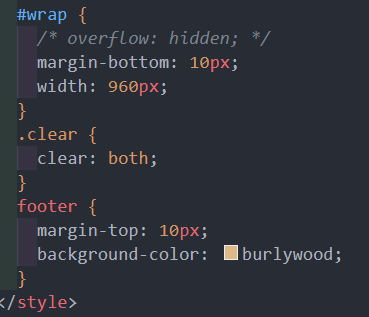 #wrap {
/* overflow: hidden; */
margin-bottom: 10px;
width: 960px;
}
.clear {
clear: both;
}
footer {
margin-top: 10px;
background-color: burlywood;
}
</style>